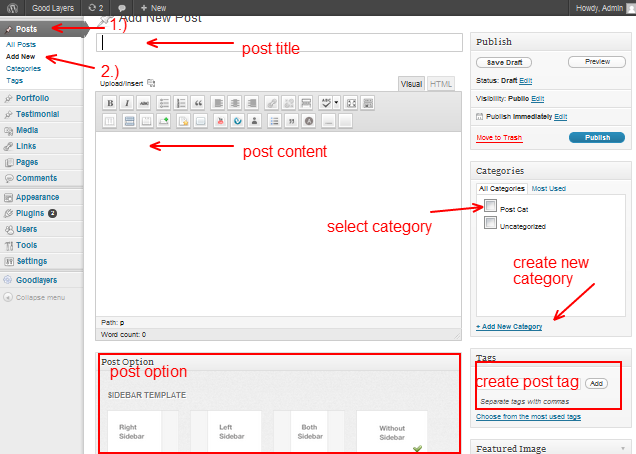 Good Layers 2 + New Howdy, Admin
Posts
1.)
Add New Post
All Posts
Add New
Categories
Tags
2.)
post title
Upload/Insert
Visual HTML
B I ABC
ABC
post content
Path: p
Word count: 0
Portfolio
Testimonial
Media
Links
Pages
Comments
Appearance
Plugins 2
Users
Tools
Settings
Goodlayers
Collapse menu
Post Option
post option
SIDEBAR TEMPLATE
Right Sidebar
Left Sidebar
Both Sidebar
Without Sidebar
Publish
Save Draft Preview
Status: Draft Edit
Visibility: Public Edit
Publish immediately Edit
Move to Trash Publish
Categories
All Categories Most Used
Post Cat
Uncategorized
select category
create new
category
+ Add New Category
Tags
create post tag Add
Separate tags with commas
Choose from the most used tags
Featured Image